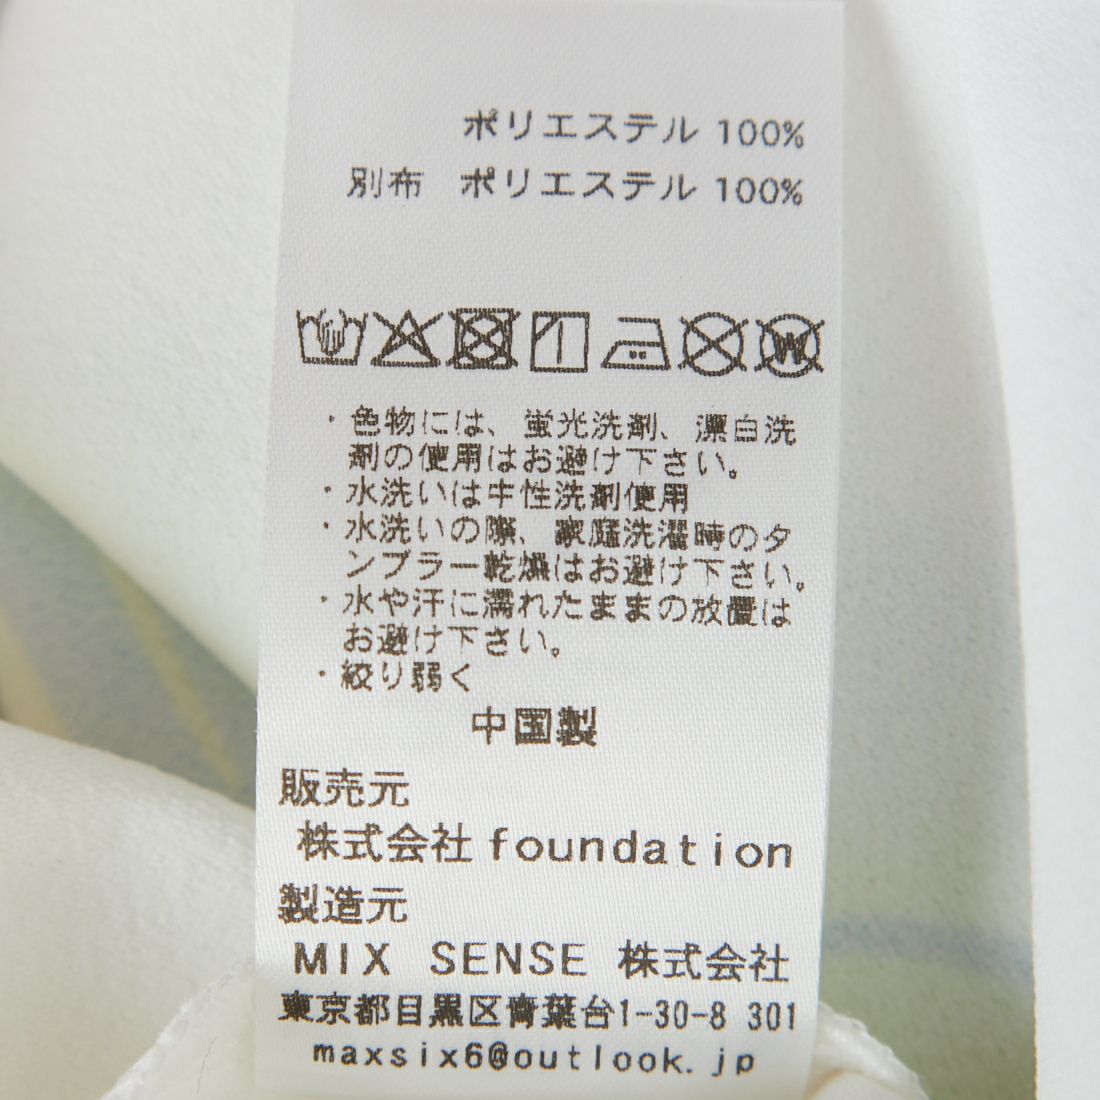 ポリエステル 100%
別布 ポリエステル 100%
W
・色物には、蛍光洗剤、漂白洗
剤の使用はお避け下さい。
・水洗いは中性洗剤使用
・水洗いの際、家庭洗濯時のタ
ンブラー乾燥はお避け下さい。
・水や汗に濡れたままの放置は
お避け下さい。
・絞り弱く
中国製
販売元
株式会社 foundation
製造元
MIX SENSE 株式会社
東京都目黒区青葉台1-30-8 301
maxsix6@outlook.jp